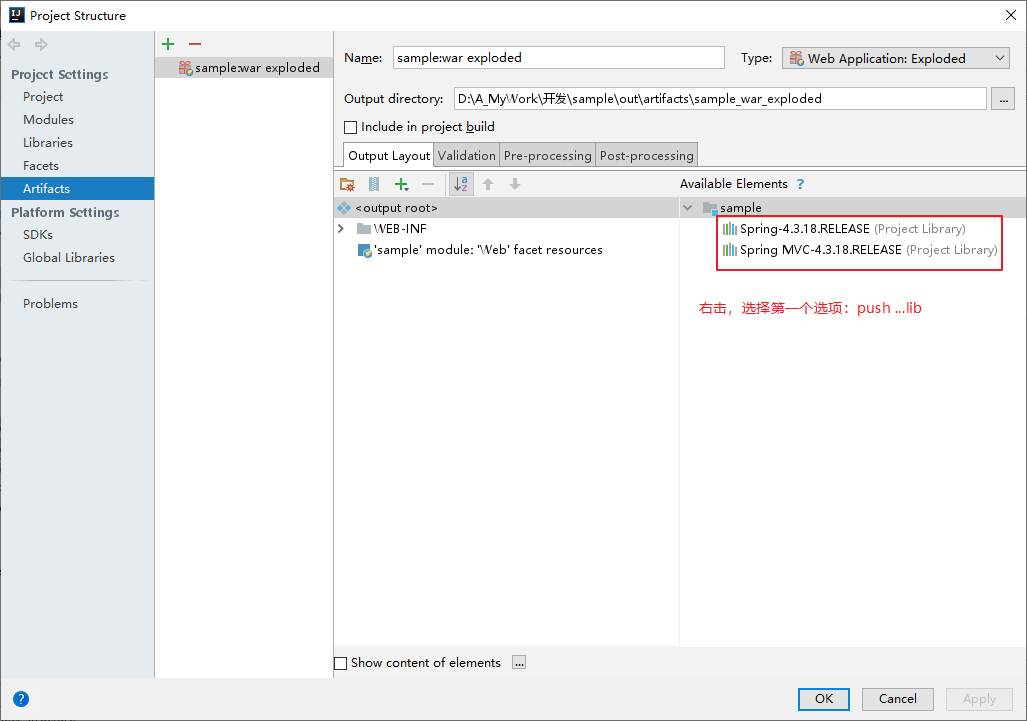 Project Structure
Project Settings
Project
Modules
Libraries
Facets
Artifacts
Platform Settings
SDKs
Global Libraries
Problems
sample:war exploded
Name: sample:war exploded Type: Web Application: Exploded
Output directory: D:\A_MyWork\开发\sample\out\artifacts\sample_war_exploded ...
Include in project build
Output Layout Validation Pre-processing Post-processing
Available Elements ?
<output root>
WEB-INF
'sample' module: 'Web' facet resources
sample
Spring-4.3.18.RELEASE (Project Library)
Spring MVC-4.3.18.RELEASE (Project Library)
右击，选择第一个选项：push ...lib
Show content of elements ...
? OK Cancel Apply